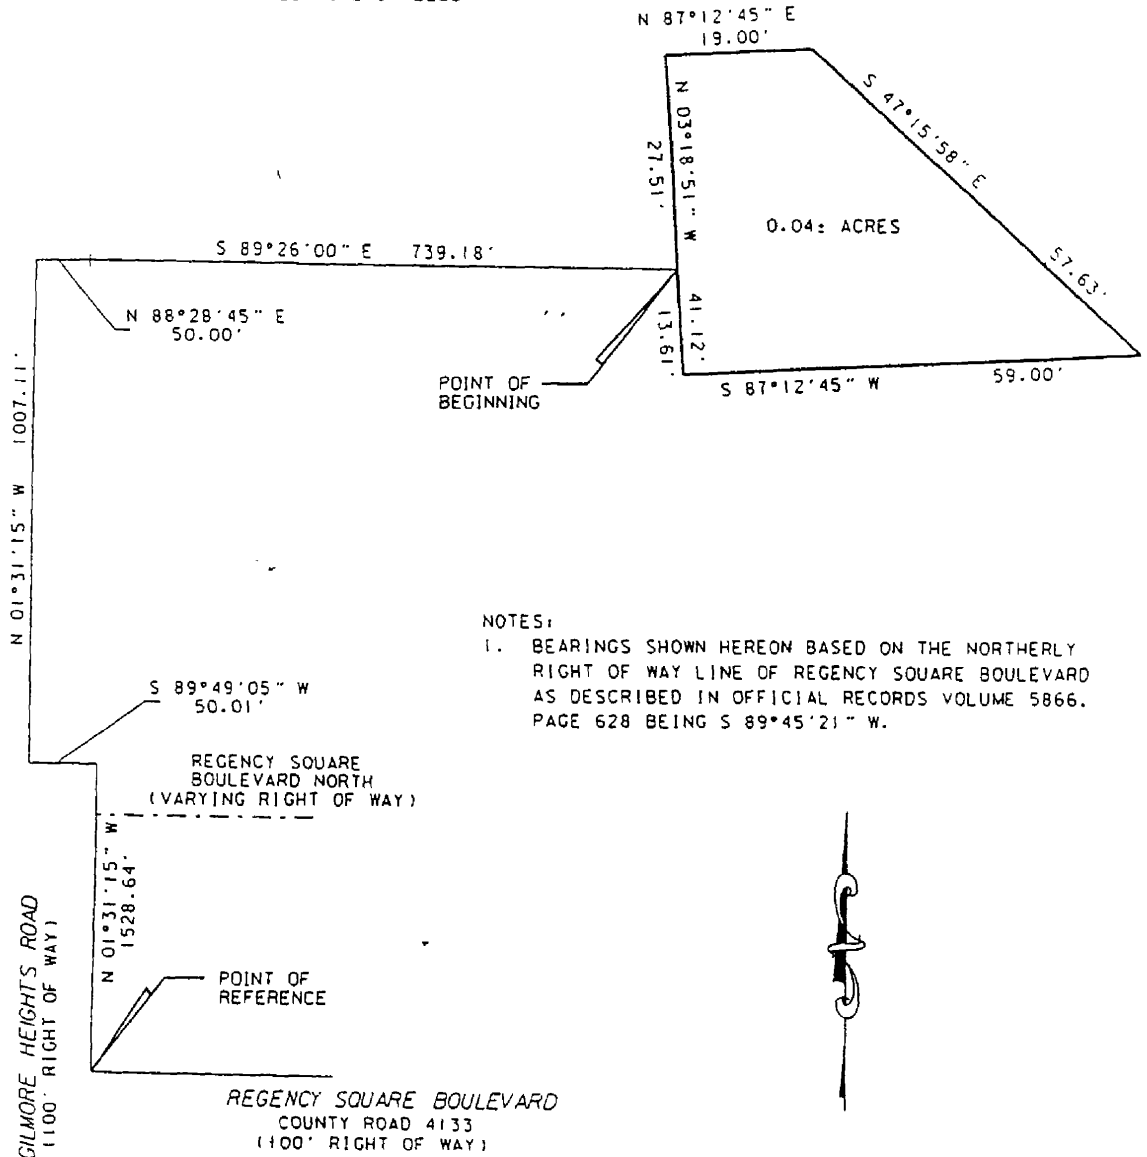 N 87°12'45" E
19.00'
S 47°15'58" E
57.63'
N 03°18'51" W
27.51'
41.12'
13.61'
0.04± ACRES
S 87°12'45" W
59.00'
S 89°26'00" E 739.18'
N 88°28'45" E
50.00'
POINT OF
BEGINNING
N 01°31'15" W 1007.11'
S 89°49'05" W
50.01'
NOTES:
1. BEARINGS SHOWN HEREON BASED ON THE NORTHERLY
RIGHT OF WAY LINE OF REGENCY SQUARE BOULEVARD
AS DESCRIBED IN OFFICIAL RECORDS VOLUME 5866.
PAGE 628 BEING S 89°45'21" W.
REGENCY SQUARE
BOULEVARD NORTH
(VARYING RIGHT OF WAY)
N 01°31'15" W
1528.64'
POINT OF
REFERENCE
GILMORE HEIGHTS ROAD
(100' RIGHT OF WAY)
REGENCY SQUARE BOULEVARD
COUNTY ROAD 4133
(100' RIGHT OF WAY)